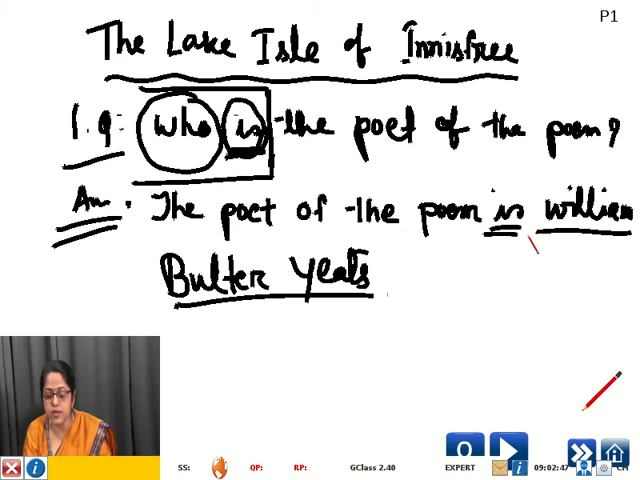 P1
The Lake Isle of Innisfree
1. Q: who is the poet of the poem?
Ans. The poet of the poem is william
Bulter Yeats
Q
SS: QP: RP: GClass 2.40 EXPERT 09:02:47 CH